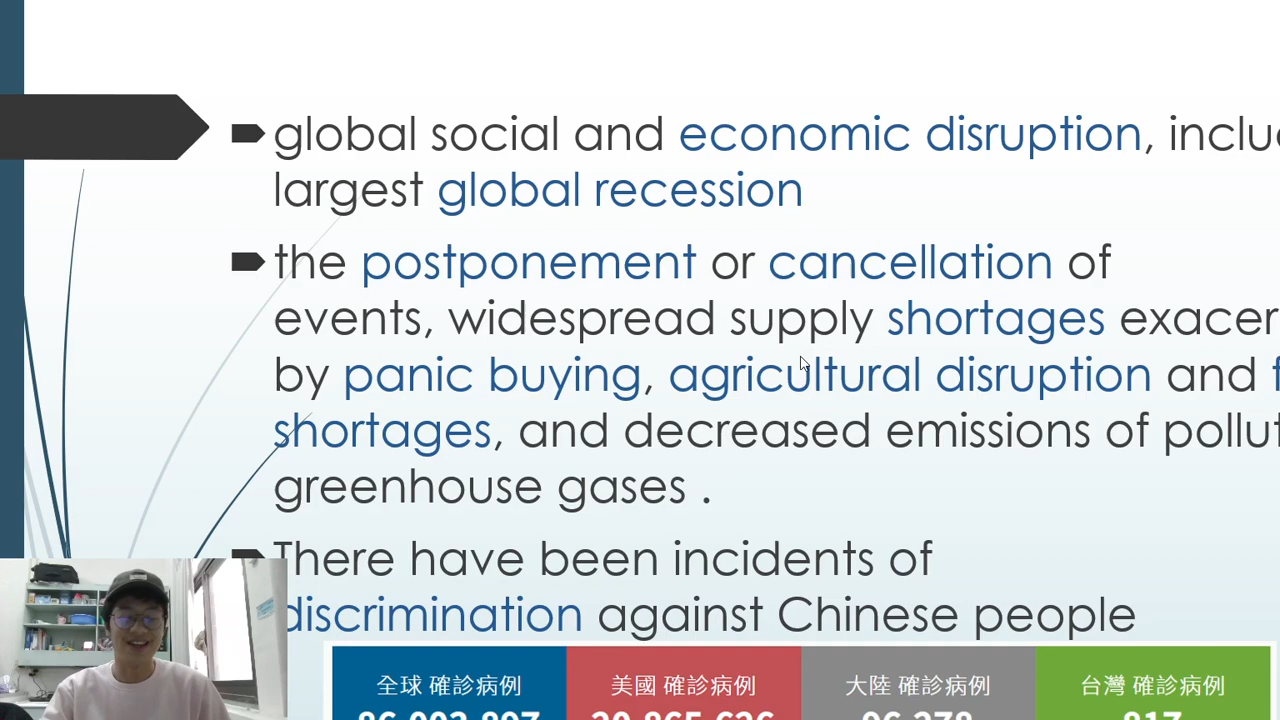 global social and economic disruption,
largest global recession
the postponement or cancellation of
events, widespread supply shortages
by panic buying, agricultural disruption and
shortages, and decreased emissions of
greenhouse gases .
There have been incidents of
discrimination against Chinese people
全球 確診病例 美國 確診病例 大陸 確診病例 台灣 確診病例